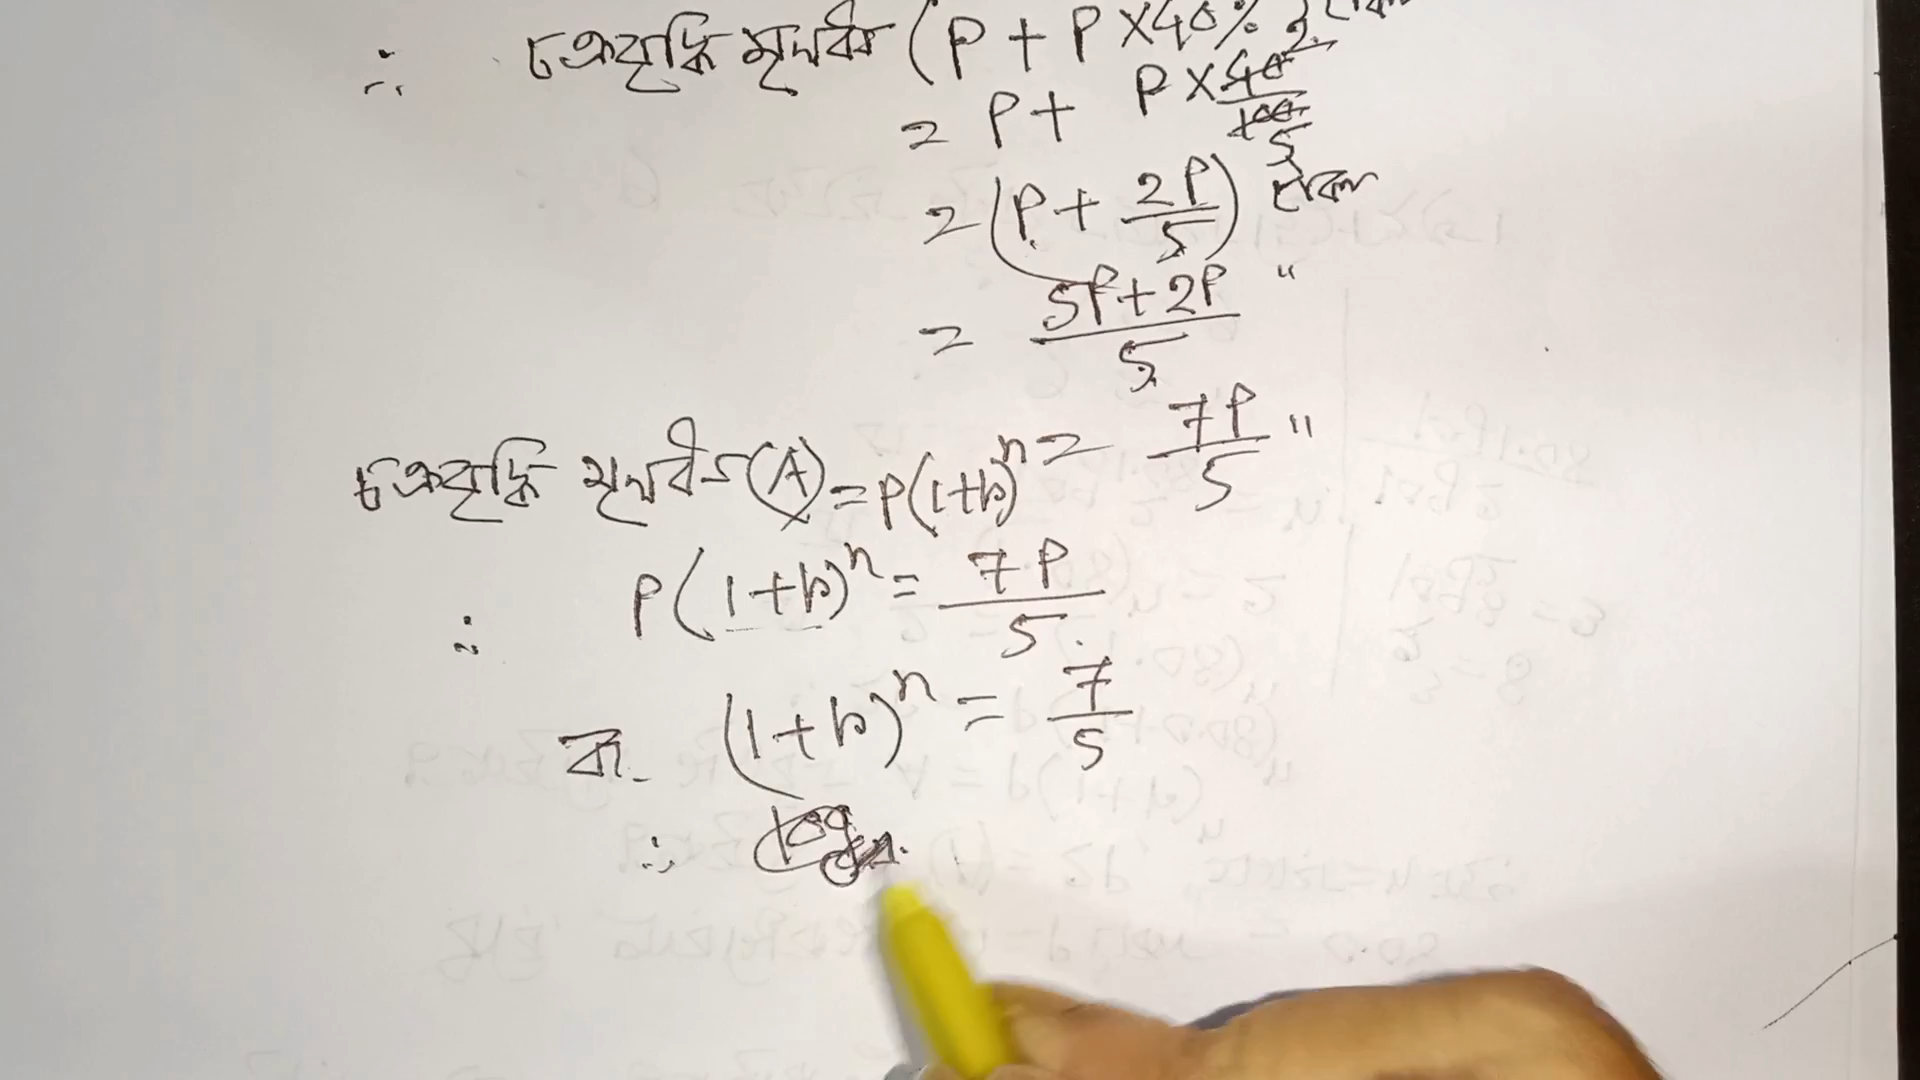 ∴ চক্রবৃদ্ধি মূলধন (P + P × 40%) টাকা
= P + P × 40/100 2 5
= (P + 2P/5) টাকা
= 5P + 2P/5 "
চক্রবৃদ্ধি মূলধন (A) = P(1+r)ⁿ = 7P/5 "
∴ P(1+r)ⁿ = 7P/5
বা. (1+r)ⁿ = 7/5
∴